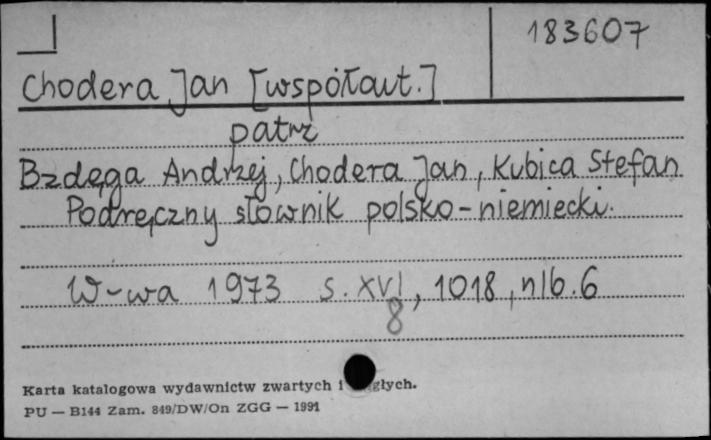 183607
Chodera Jan [współaut.]
patrz
Bzdęga Andrzej, Chodera Jan, Kubica Stefan
Podręczny słownik polsko-niemiecki.
W-wa 1973 s. XVI, 1018, nlb. 6
8
Karta katalogowa wydawnictw zwartych i głych.
PU — B144 Zam. 849/DW/On ZGG — 1991